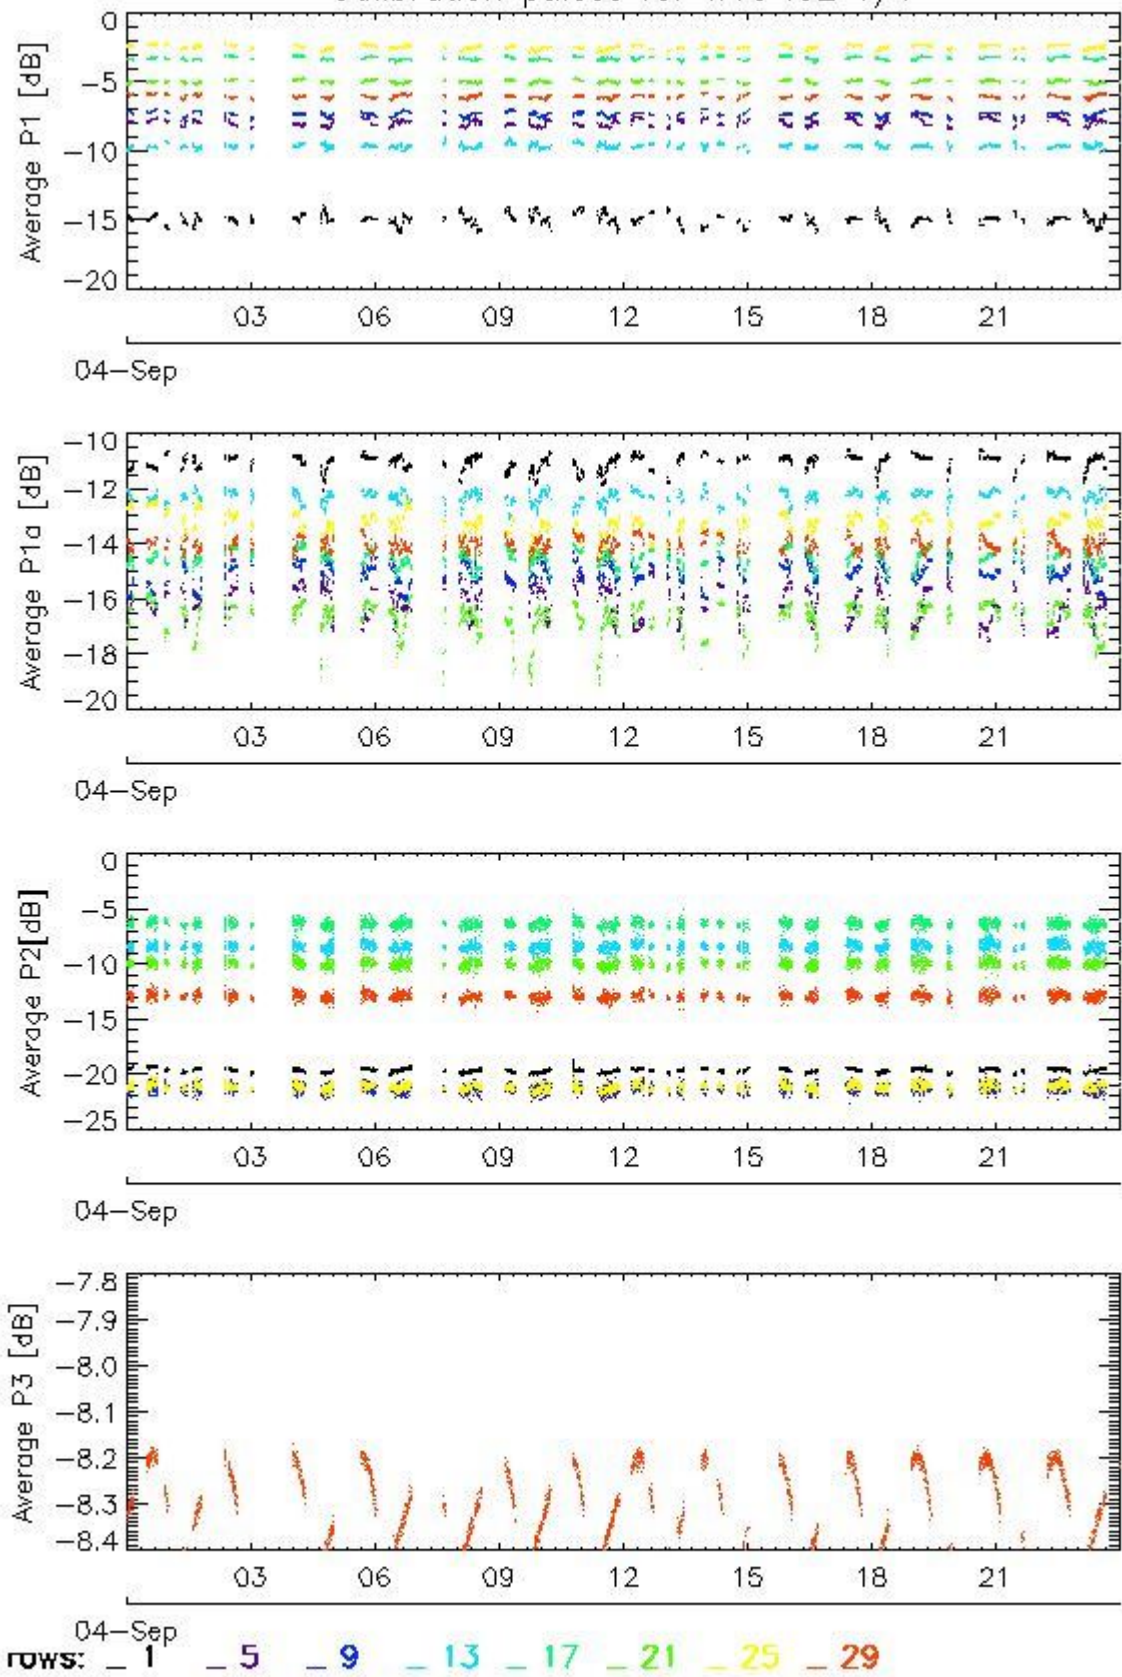 0
−5
−10
−15
−20
Average P1 [dB]
03 06 09 12 15 18 21
04−Sep
−10
−12
−14
−16
−18
−20
Average P1a [dB]
03 06 09 12 15 18 21
04−Sep
0
−5
−10
−15
−20
−25
Average P2[dB]
03 06 09 12 15 18 21
04−Sep
−7.8
−7.9
−8.0
−8.1
−8.2
−8.3
−8.4
Average P3 [dB]
03 06 09 12 15 18 21
04−Sep
rows: _ 1 _ 5 _ 9 _ 13 _ 17 _ 21 _ 25 _ 29